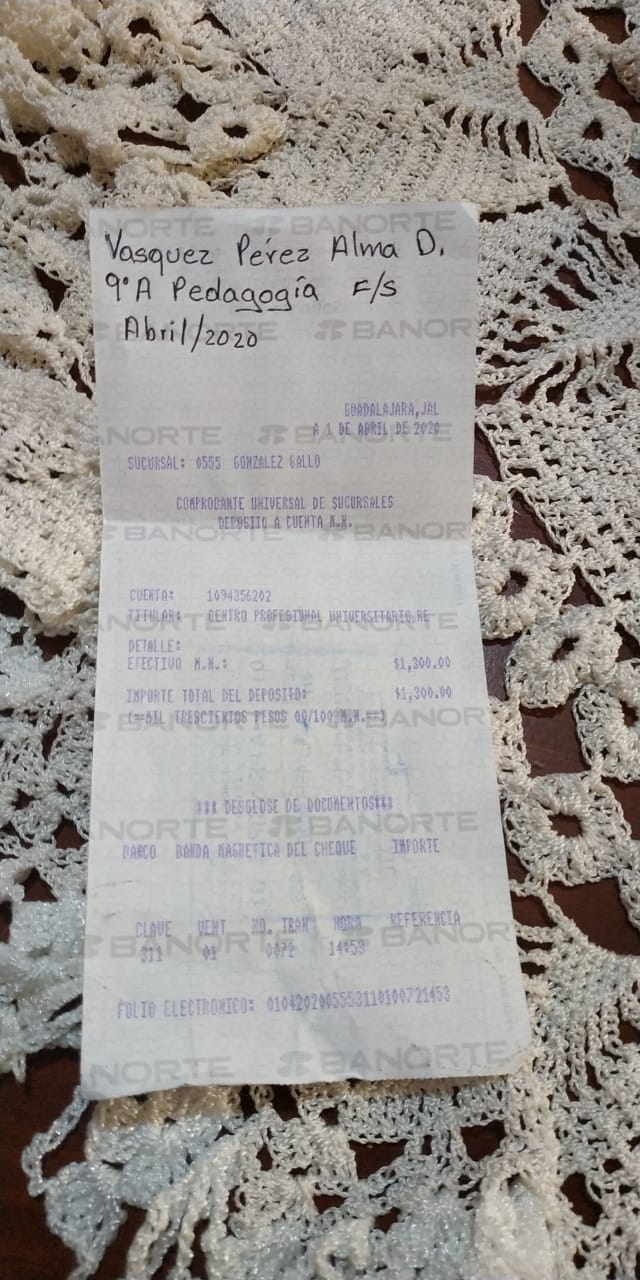 Vasquez Pérez Alma D.
9°A Pedagogía F/S
Abril/2020
GUADALAJARA,JAL
A 1 DE ABRIL DE 2020
SUCURSAL: 0555 GONZALEZ GALLO
COMPROBANTE UNIVERSAL DE SUCURSALES
DEPOSITO A CUENTA M.N.
CUENTA: 1094356202
TITULAR: CENTRO PROFESIONAL UNIVERSITARIO RE
DETALLE:
EFECTIVO M.N.: $1,300.00
IMPORTE TOTAL DEL DEPOSITO: $1,300.00
(==MIL TRESCIENTOS PESOS 00/100 M.N.==)
*** DESGLOSE DE DOCUMENTOS***
BANCO BANDA MAGNETICA DEL CHEQUE IMPORTE
CLAVE VENT NO. TRAN HORA REFERENCIA
311 01 0072 14:53
FOLIO ELECTRONICO: 0104202005553110100721453
BANORTE